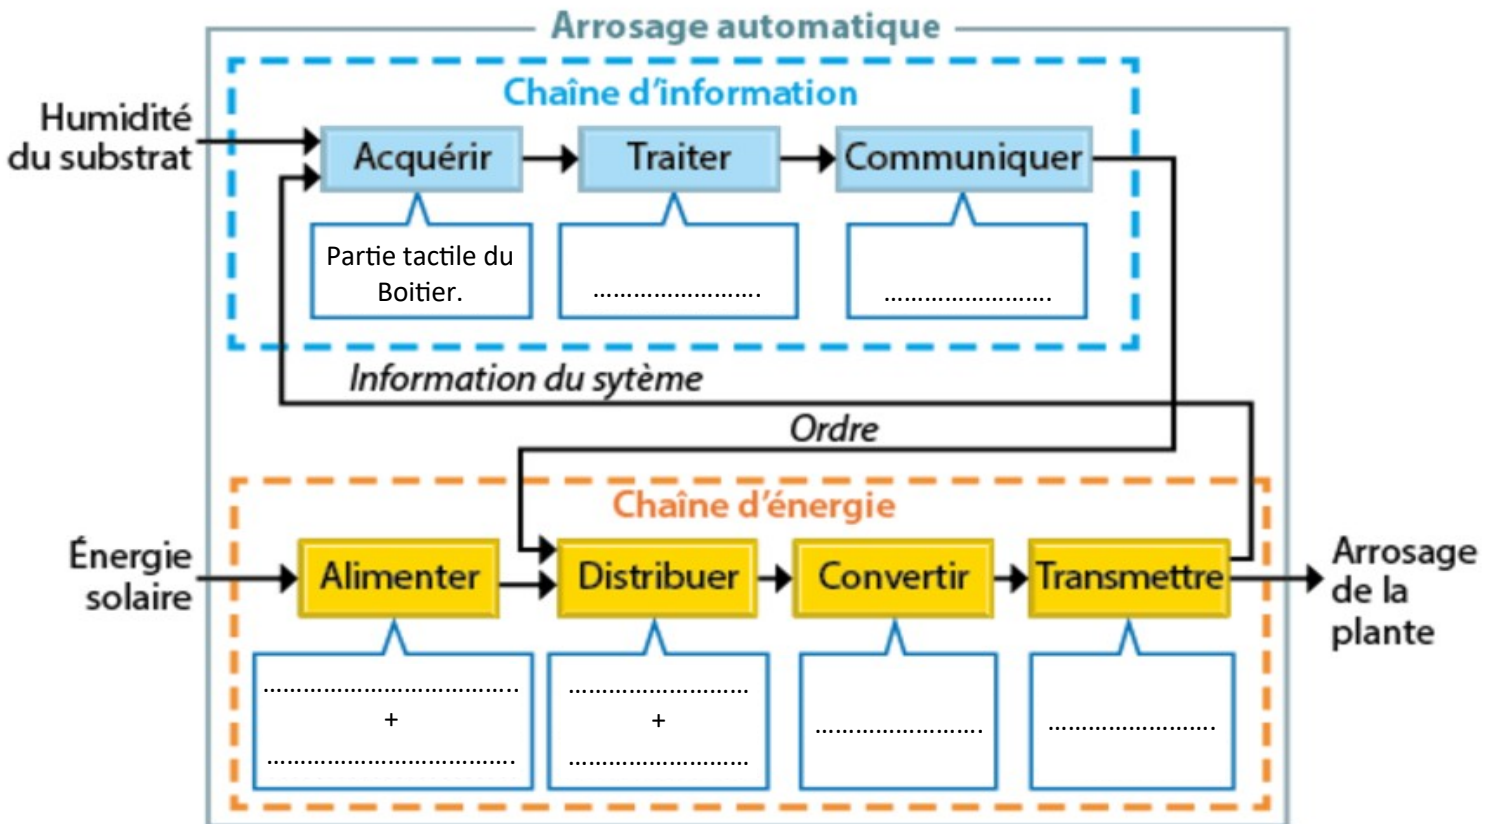 Arrosage automatique
Chaîne d'information
Humidité
du substrat
Acquérir
Traiter
Communiquer
Partie tactile du
Boitier.
.........................
.........................
Information du sytème
Ordre
Chaîne d'énergie
Énergie
solaire
Alimenter
Distribuer
Convertir
Transmettre
Arrosage
de la
plante
......................................
+
.....................................
...........................
+
...........................
.........................
.........................